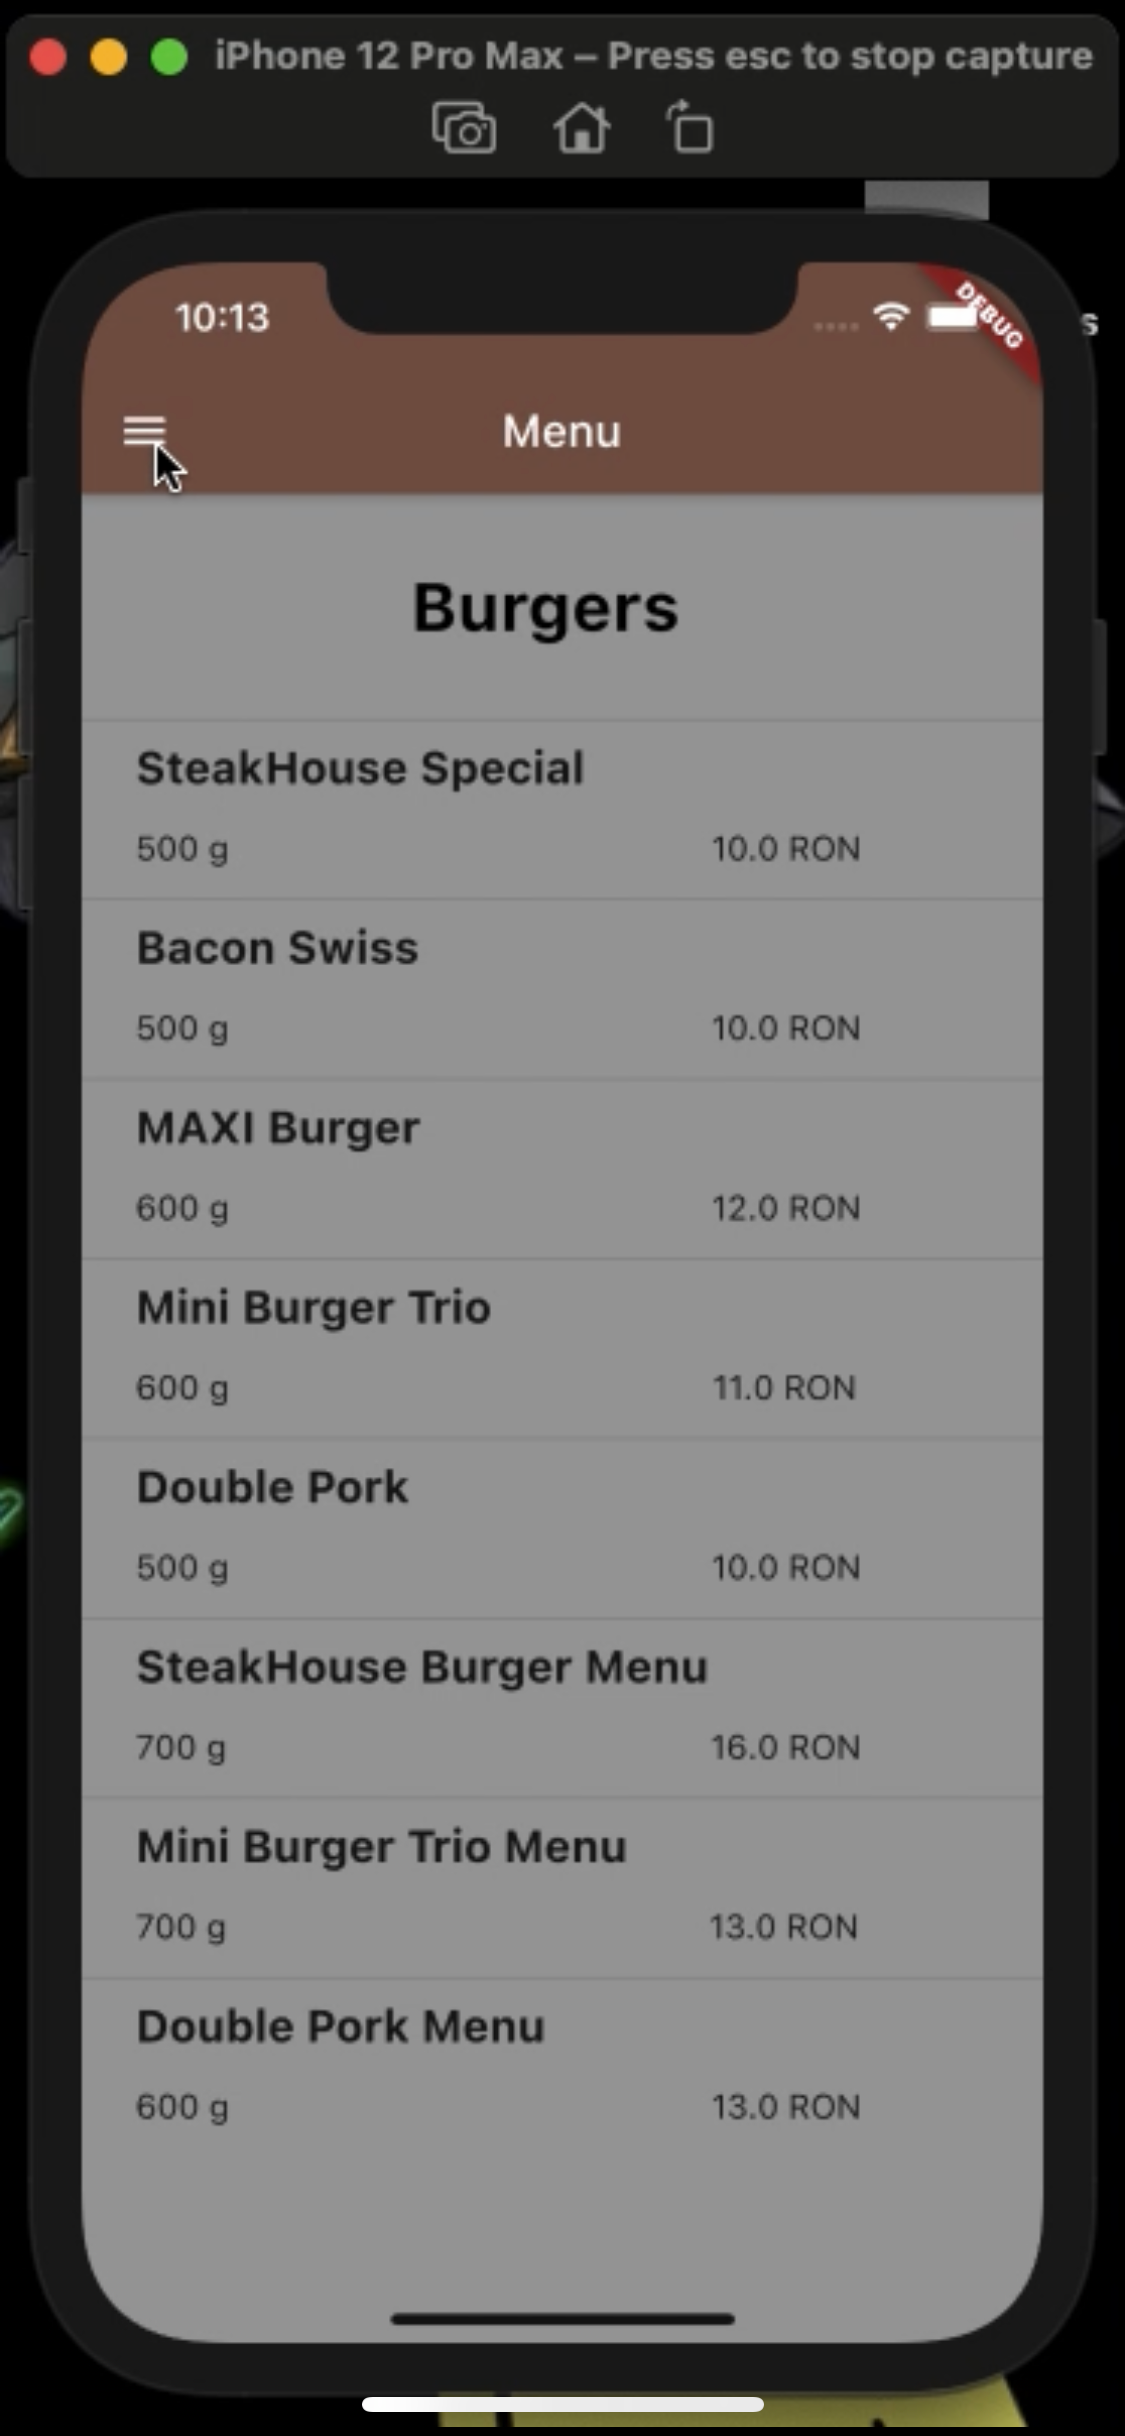 iPhone 12 Pro Max – Press esc to stop capture
10:13
DEBUG
s
Menu
Burgers
SteakHouse Special
500 g 10.0 RON
Bacon Swiss
500 g 10.0 RON
MAXI Burger
600 g 12.0 RON
Mini Burger Trio
600 g 11.0 RON
Double Pork
500 g 10.0 RON
SteakHouse Burger Menu
700 g 16.0 RON
Mini Burger Trio Menu
700 g 13.0 RON
Double Pork Menu
600 g 13.0 RON